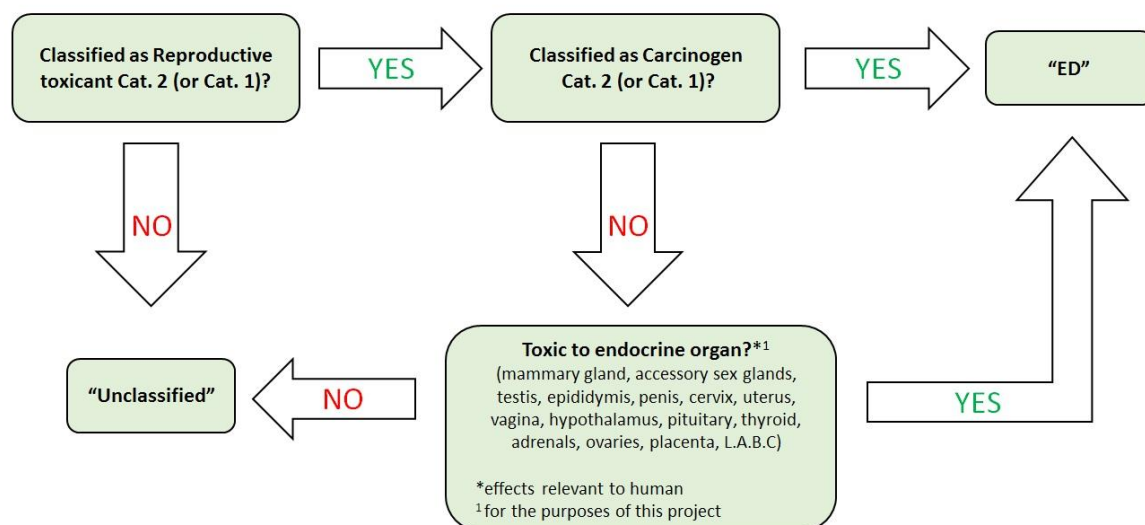 Classified as Reproductive
toxicant Cat. 2 (or Cat. 1)?
YES
Classified as Carcinogen
Cat. 2 (or Cat. 1)?
YES
“ED”
NO
NO
“Unclassified”
NO
Toxic to endocrine organ?*¹
(mammary gland, accessory sex glands,
testis, epididymis, penis, cervix, uterus,
vagina, hypothalamus, pituitary, thyroid,
adrenals, ovaries, placenta, L.A.B.C)
*effects relevant to human
¹ for the purposes of this project
YES